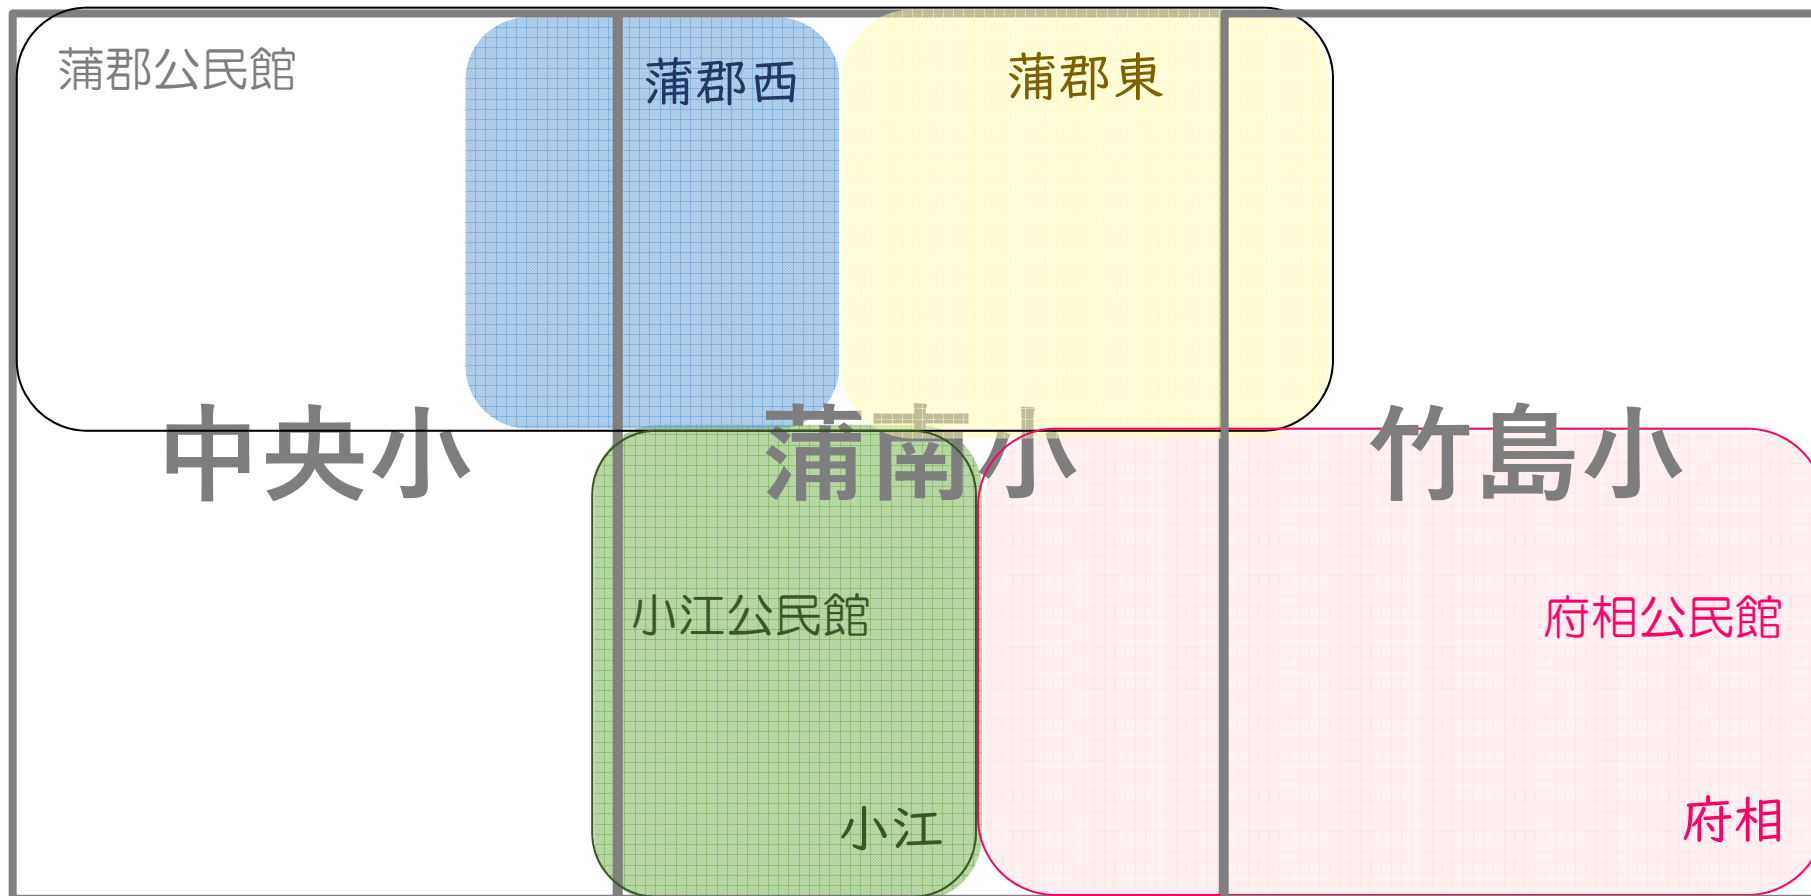 蒲郡公民館
蒲郡西
蒲郡東
中央小
蒲南小
竹島小
小江公民館
府相公民館
小江
府相